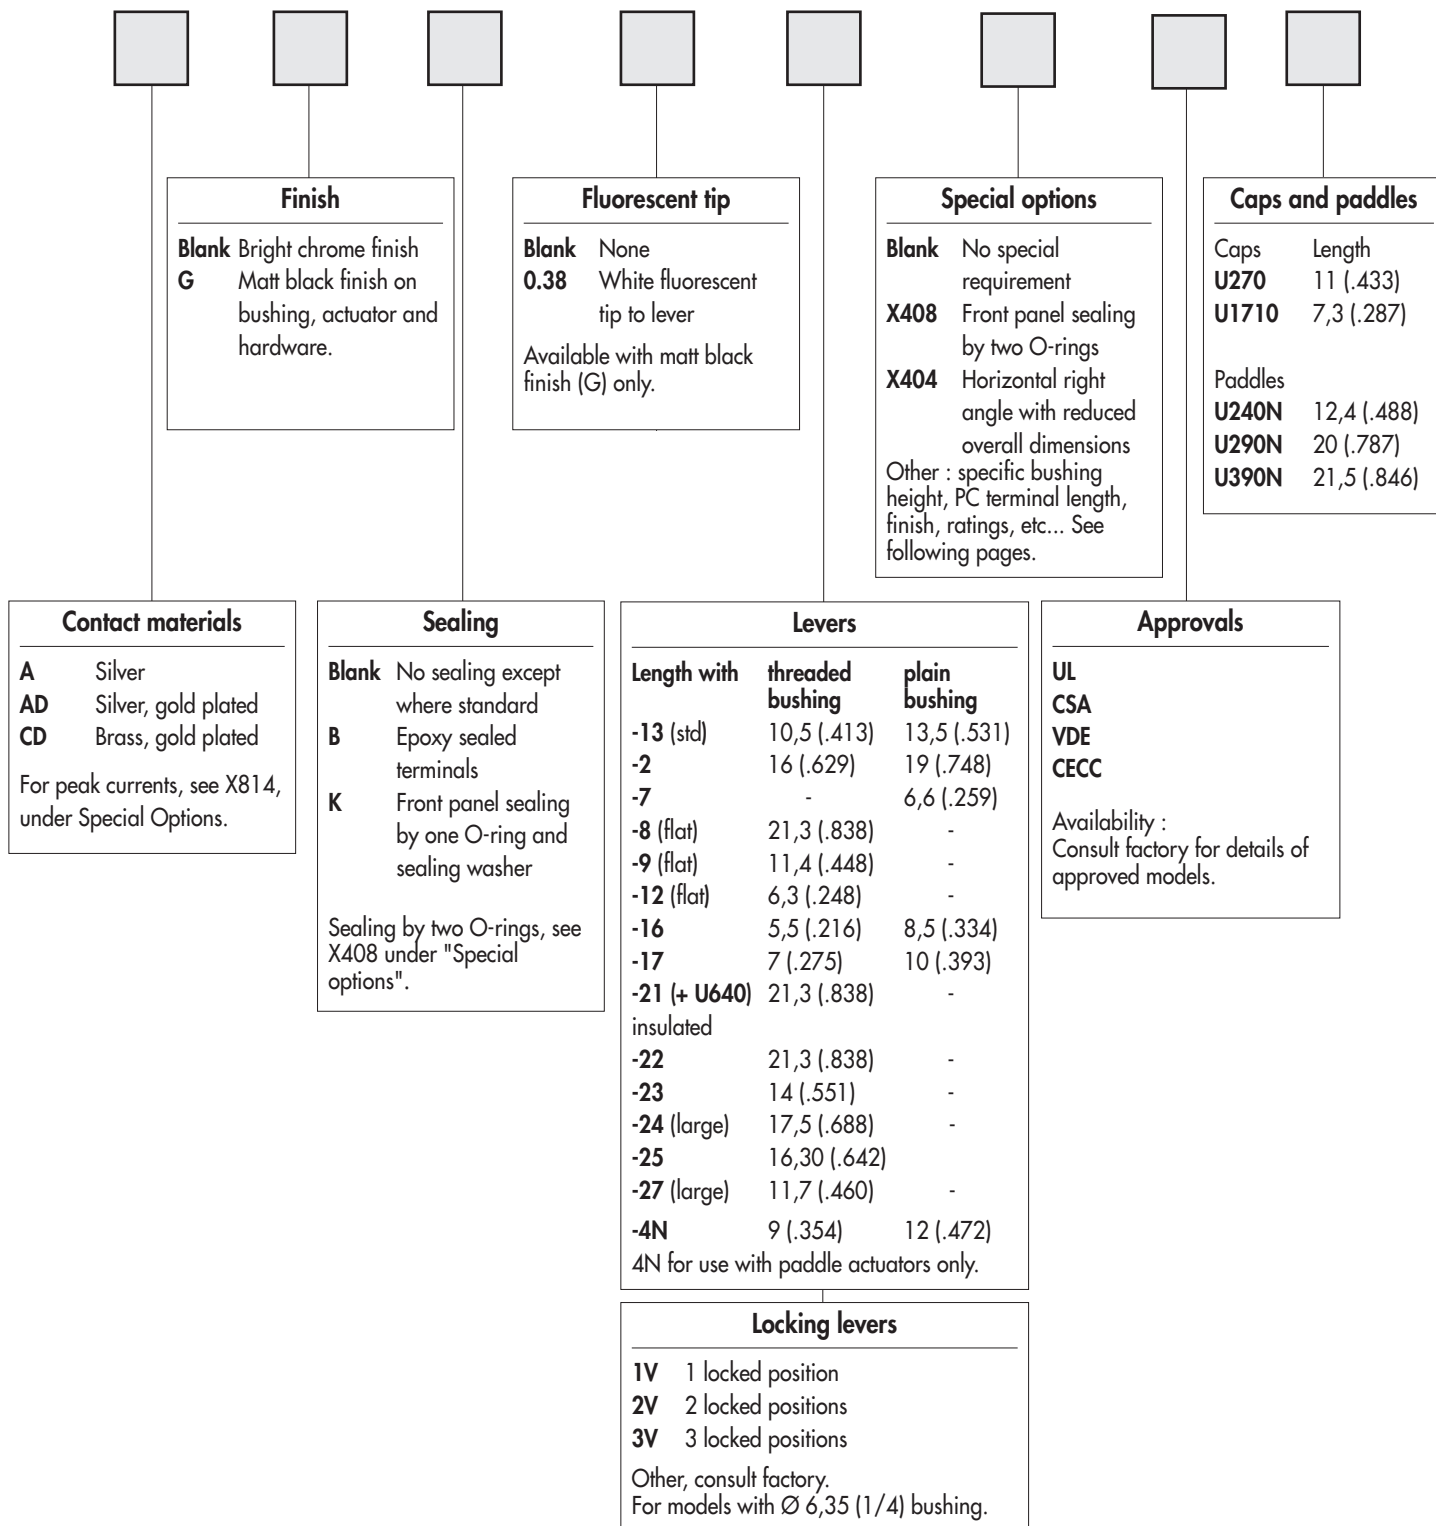 Finish
Blank Bright chrome finish
G Matt black finish on
bushing, actuator and
hardware.
Fluorescent tip
Blank None
0.38 White fluorescent
tip to lever
Available with matt black
finish (G) only.
Special options
Blank No special
requirement
X408 Front panel sealing
by two O-rings
X404 Horizontal right
angle with reduced
overall dimensions
Other : specific bushing
height, PC terminal length,
finish, ratings, etc... See
following pages.
Caps and paddles
Caps Length
U270 11 (.433)
U1710 7,3 (.287)
Paddles
U240N 12,4 (.488)
U290N 20 (.787)
U390N 21,5 (.846)
Contact materials
A Silver
AD Silver, gold plated
CD Brass, gold plated
For peak currents, see X814,
under Special Options.
Sealing
Blank No sealing except
where standard
B Epoxy sealed
terminals
K Front panel sealing
by one O-ring and
sealing washer
Sealing by two O-rings, see
X408 under "Special
options".
Levers
Length with threaded plain
bushing bushing
-13 (std) 10,5 (.413) 13,5 (.531)
-2 16 (.629) 19 (.748)
-7 - 6,6 (.259)
-8 (flat) 21,3 (.838) -
-9 (flat) 11,4 (.448) -
-12 (flat) 6,3 (.248) -
-16 5,5 (.216) 8,5 (.334)
-17 7 (.275) 10 (.393)
-21 (+ U640) 21,3 (.838) -
insulated
-22 21,3 (.838) -
-23 14 (.551) -
-24 (large) 17,5 (.688) -
-25 16,30 (.642)
-27 (large) 11,7 (.460) -
-4N 9 (.354) 12 (.472)
4N for use with paddle actuators only.
Approvals
UL
CSA
VDE
CECC
Availability :
Consult factory for details of
approved models.
Locking levers
1V 1 locked position
2V 2 locked positions
3V 3 locked positions
Other, consult factory.
For models with Ø 6,35 (1/4) bushing.